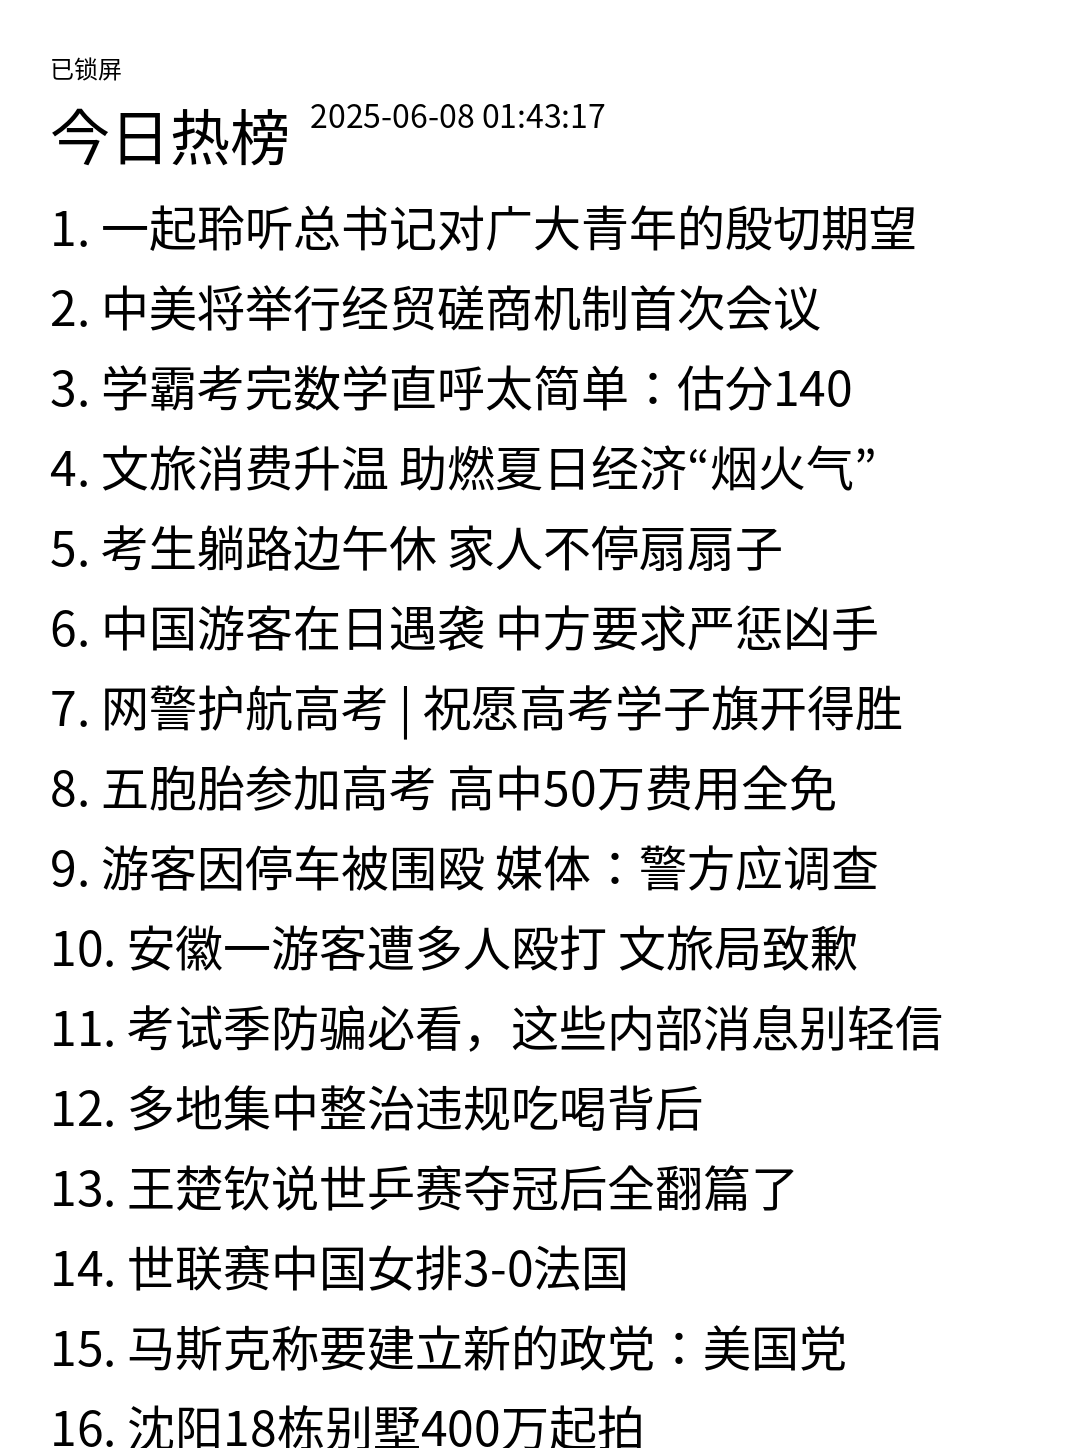 已锁屏
今日热榜 2025-06-08 01:43:17
1. 一起聆听总书记对广大青年的殷切期望
2. 中美将举行经贸磋商机制首次会议
3. 学霸考完数学直呼太简单：估分140
4. 文旅消费升温 助燃夏日经济“烟火气”
5. 考生躺路边午休 家人不停扇扇子
6. 中国游客在日遇袭 中方要求严惩凶手
7. 网警护航高考 | 祝愿高考学子旗开得胜
8. 五胞胎参加高考 高中50万费用全免
9. 游客因停车被围殴 媒体：警方应调查
10. 安徽一游客遭多人殴打 文旅局致歉
11. 考试季防骗必看，这些内部消息别轻信
12. 多地集中整治违规吃喝背后
13. 王楚钦说世乒赛夺冠后全翻篇了
14. 世联赛中国女排3-0法国
15. 马斯克称要建立新的政党：美国党
16. 沈阳18栋别墅400万起拍